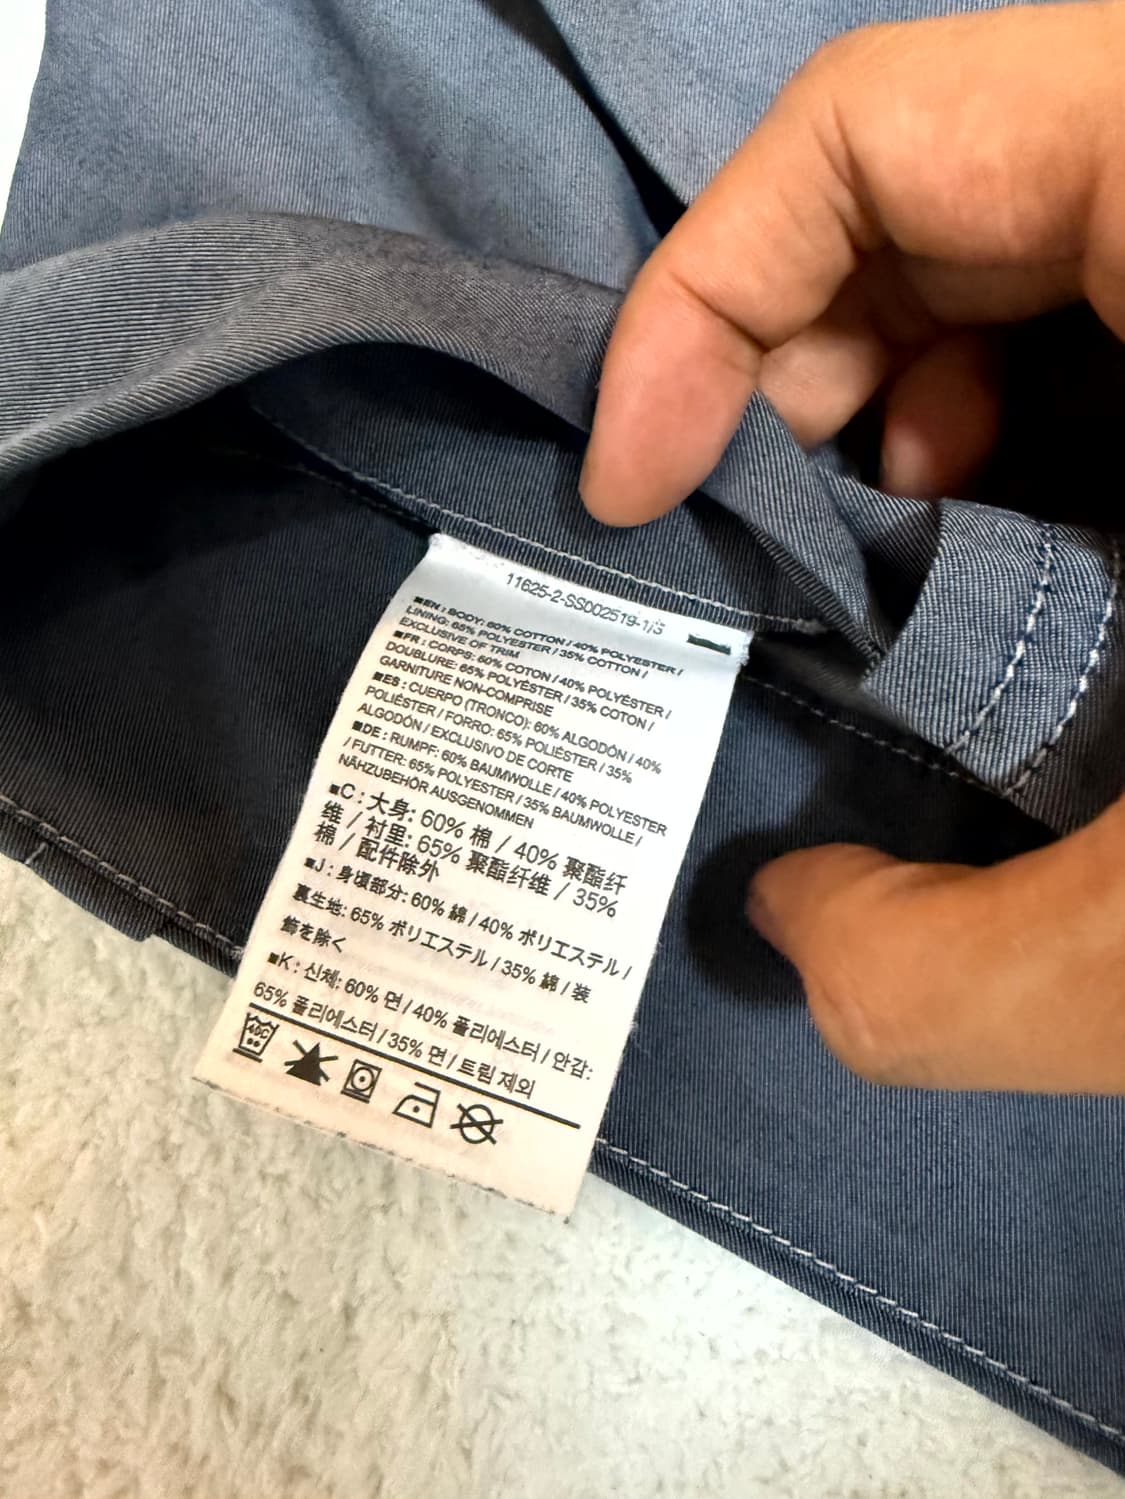 11625-2-SS002519-1/3
■EN : BODY: 60% COTTON / 40% POLYESTER /
LINING: 65% POLYESTER / 35% COTTON /
EXCLUSIVE OF TRIM
■FR : CORPS: 60% COTON / 40% POLYÉSTER /
DOUBLURE: 65% POLYÉSTER / 35% COTON /
GARNITURE NON-COMPRISE
■ES : CUERPO (TRONCO): 60% ALGODÓN / 40%
POLIÉSTER / FORRO: 65% POLIÉSTER / 35%
ALGODÓN / EXCLUSIVO DE CORTE
■DE : RUMPF: 60% BAUMWOLLE / 40% POLYESTER
/ FUTTER: 65% POLYESTER / 35% BAUMWOLLE /
NÄHZUBEHÖR AUSGENOMMEN
■C : 大身: 60% 棉 / 40% 聚酯纤
维 / 衬里: 65% 聚酯纤维 / 35%
棉 / 配件除外
■J : 身頃部分: 60% 綿 / 40% ポリエステル /
裏生地: 65% ポリエステル / 35% 綿 / 装
飾を除く
■K : 신체: 60% 면 / 40% 폴리에스터 / 안감:
65% 폴리에스터 / 35% 면 / 트림 제외
40C